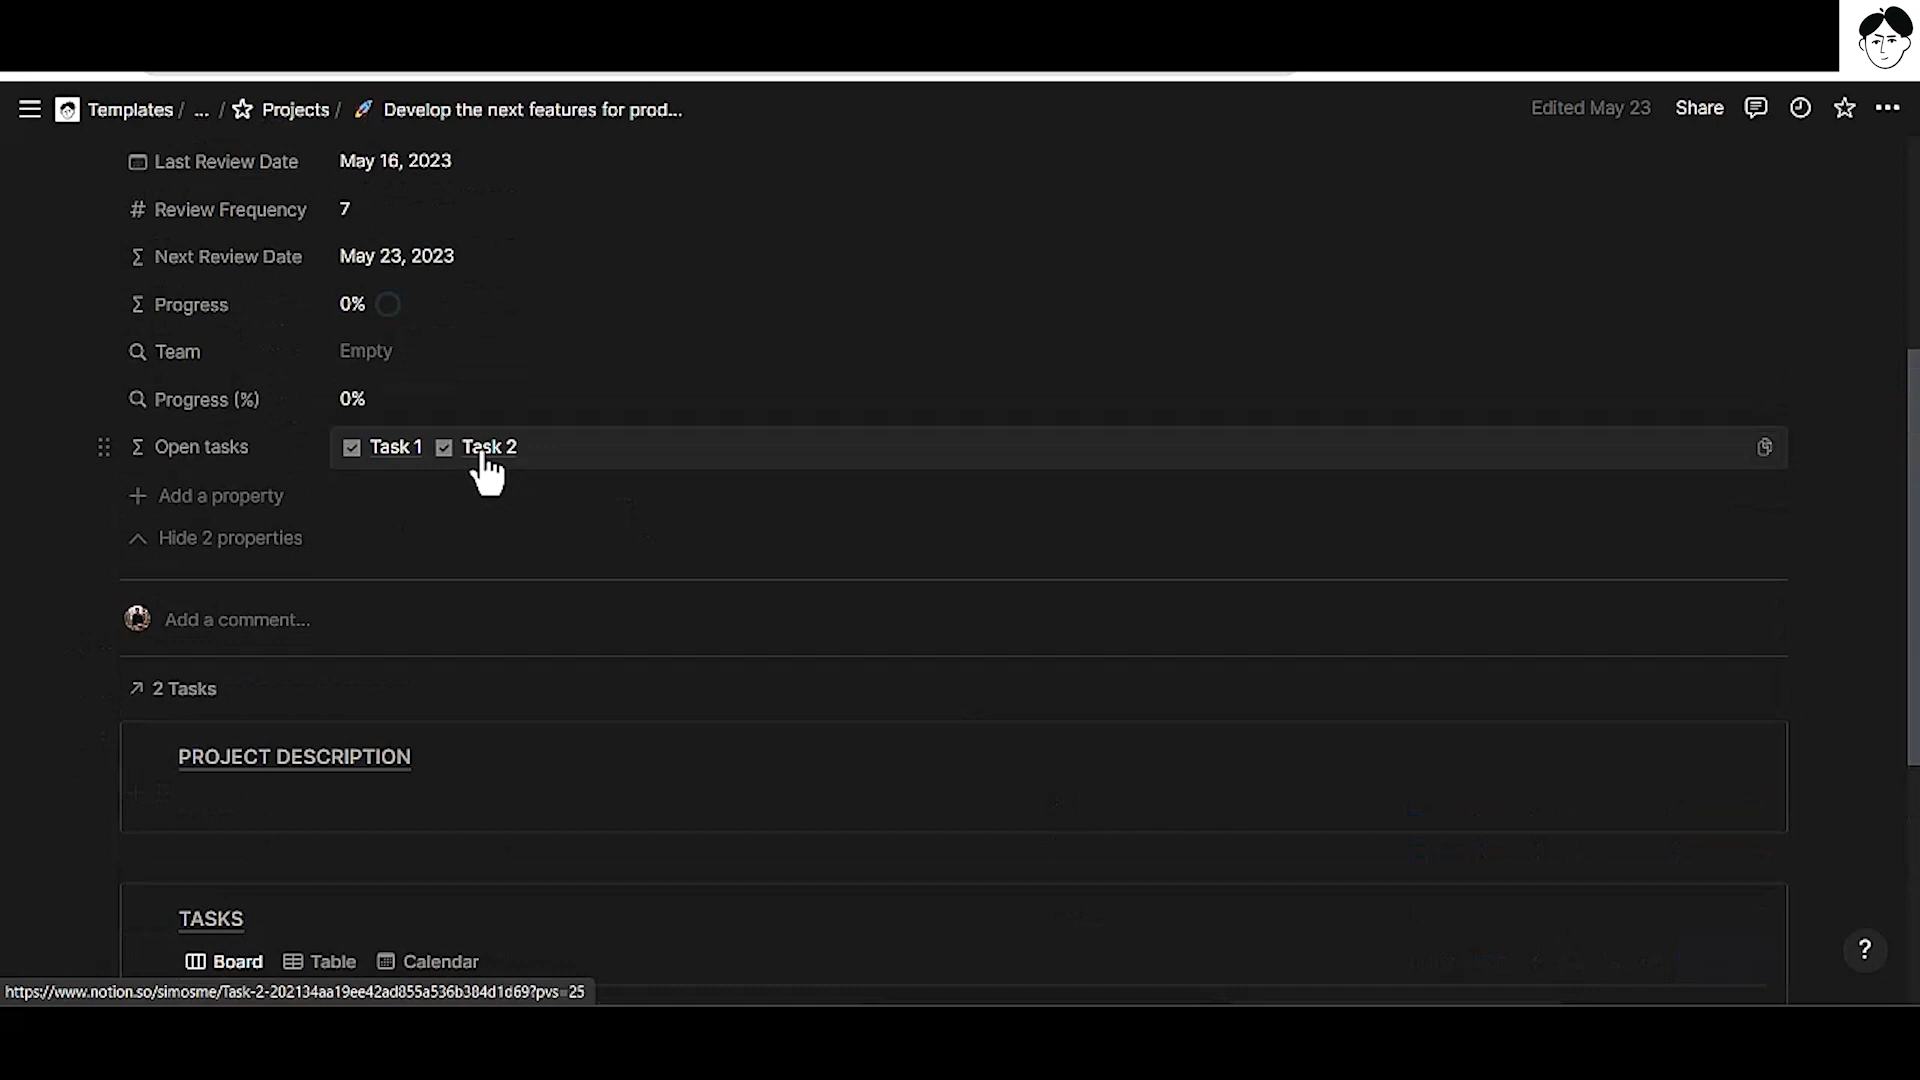 Templates / ... / Projects / Develop the next features for prod... Edited May 23 Share
Last Review Date May 16, 2023
# Review Frequency 7
Σ Next Review Date May 23, 2023
Σ Progress 0%
Team Empty
Progress (%) 0%
Σ Open tasks Task 1 Task 2
+ Add a property
Hide 2 properties
Add a comment...
↗ 2 Tasks
PROJECT DESCRIPTION
TASKS
Board Table Calendar
?
https://www.notion.so/simosme/Task-2-202134aa19ee42ad855a536b384d1d69?pvs=25